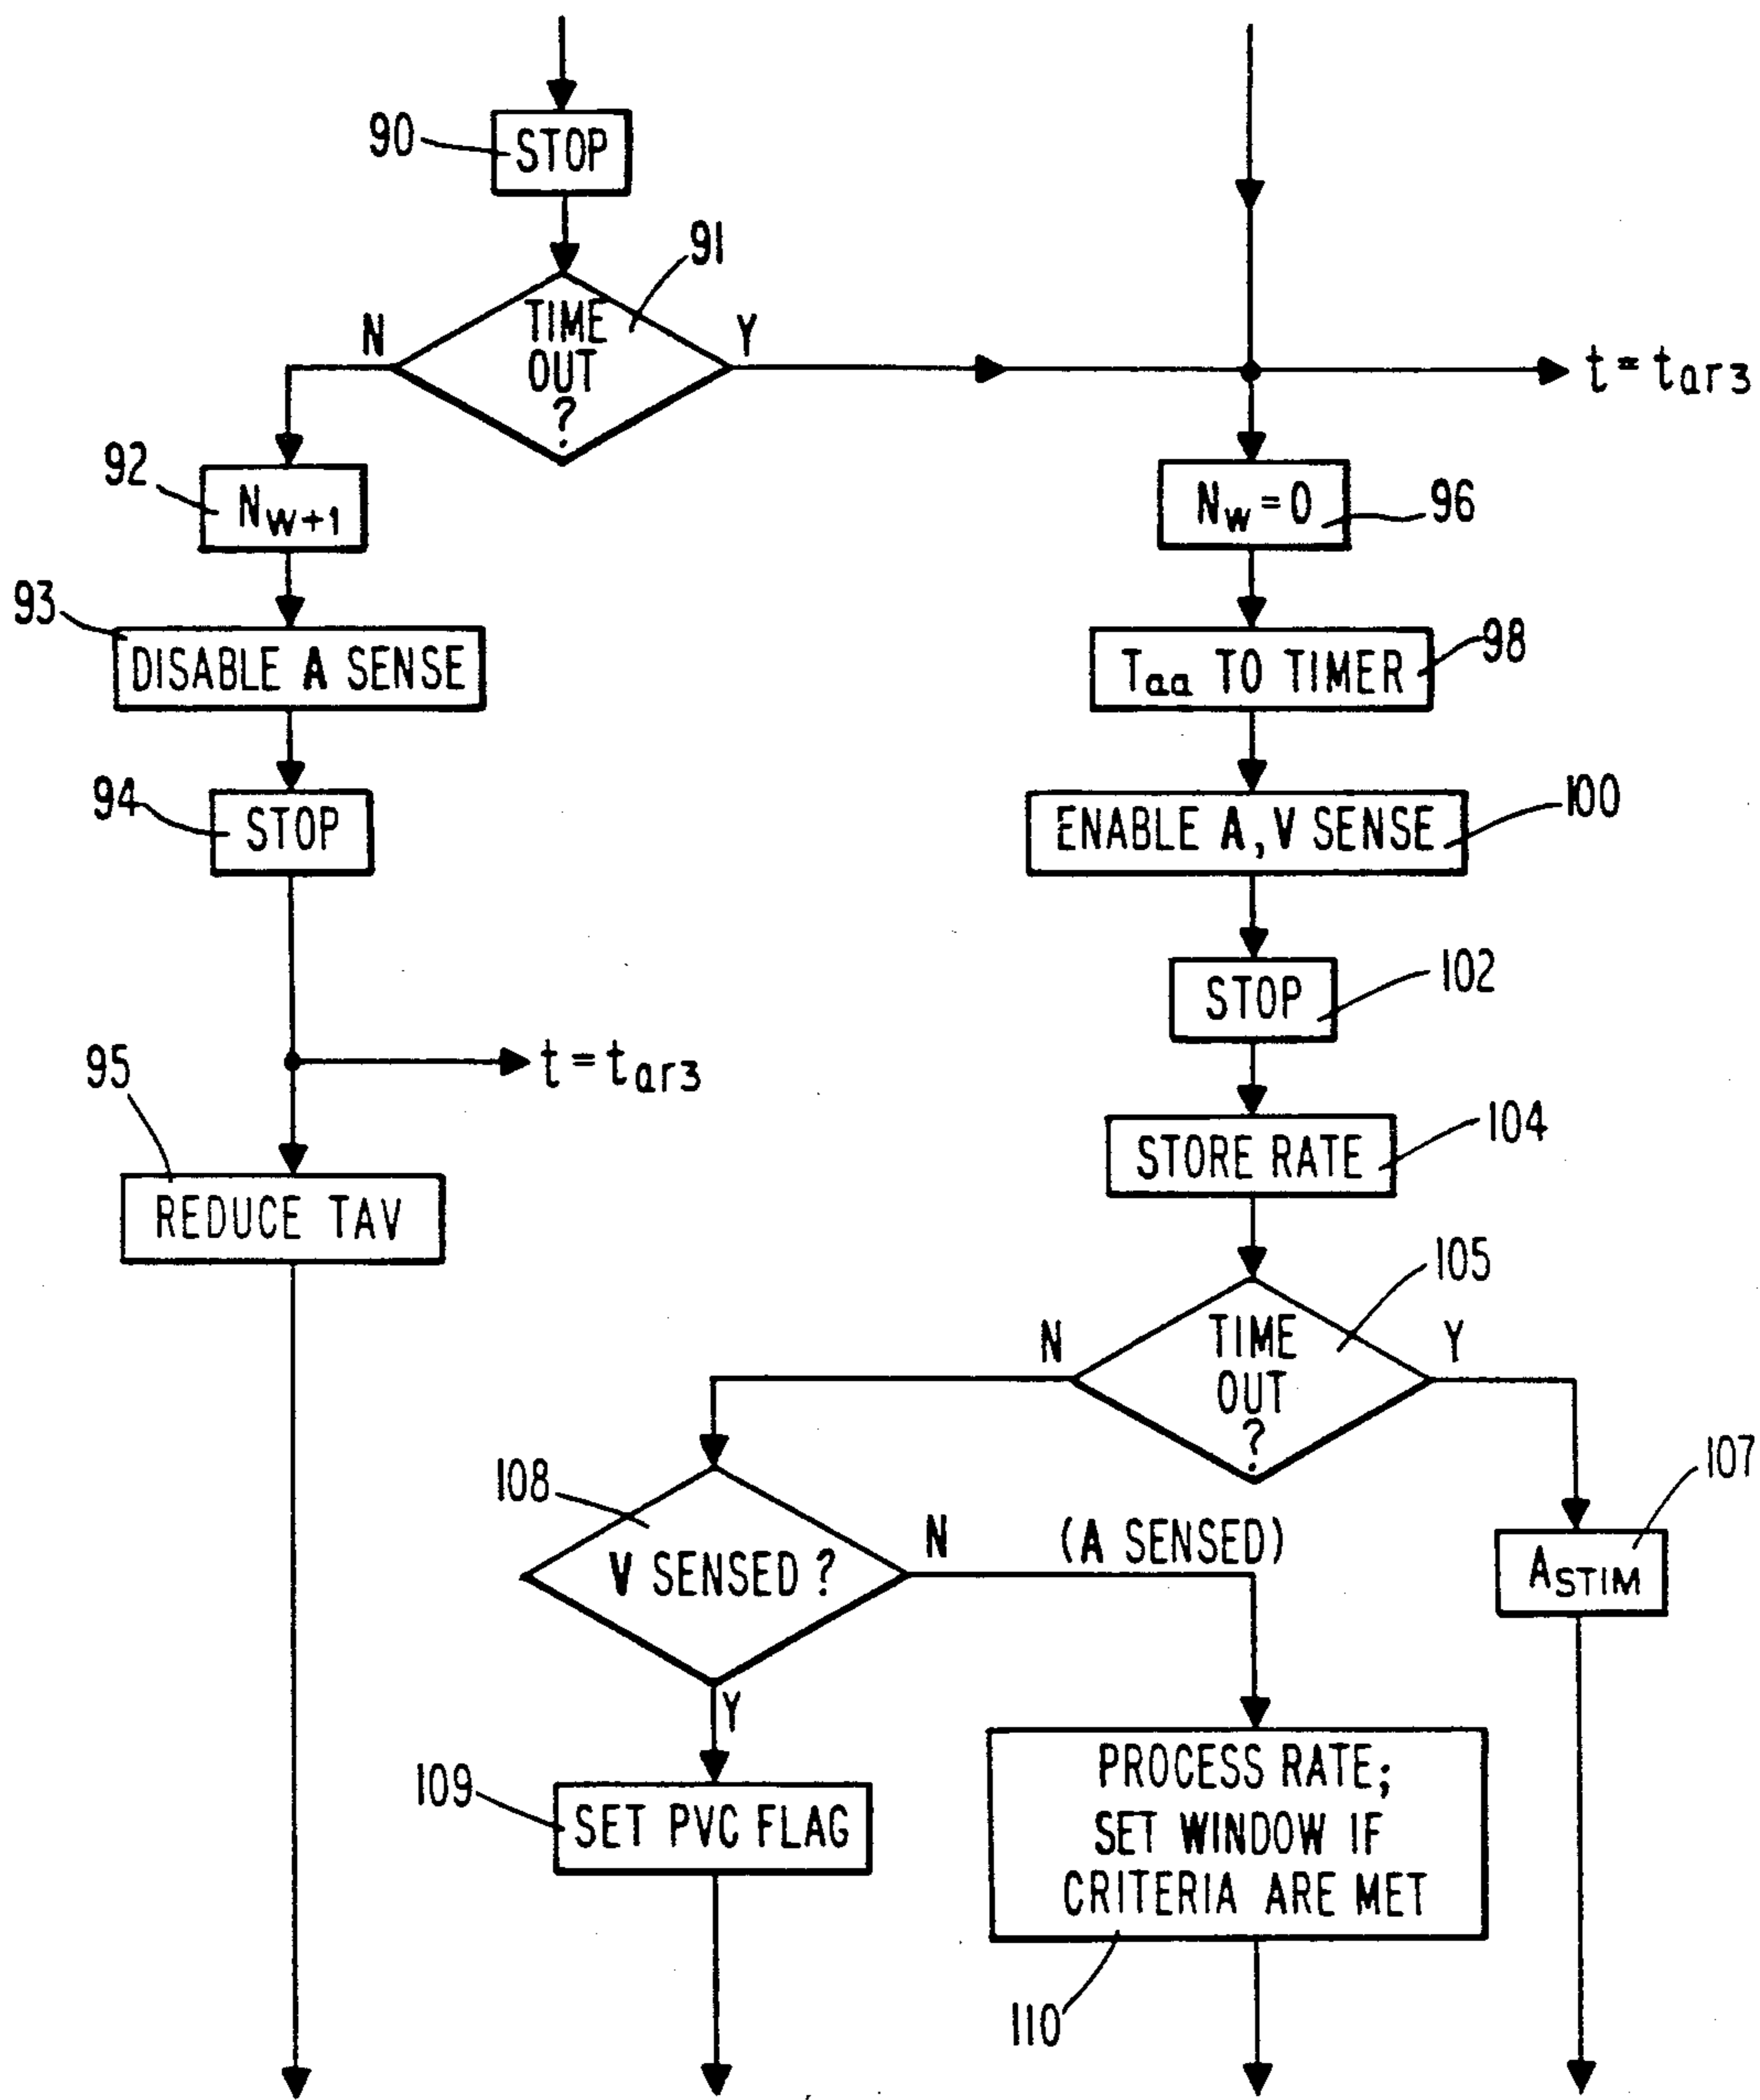 90
STOP
91
N
TIME
OUT
?
Y
t = tar3
92
Nw+1
Nw = 0
96
93
DISABLE A SENSE
Taa TO TIMER
98
94
STOP
ENABLE A, V SENSE
100
STOP
102
t = tar3
95
REDUCE TAV
STORE RATE
104
105
N
TIME
OUT
?
Y
107
108
V SENSED ?
N
(A SENSED)
ASTIM
Y
109
SET PVC FLAG
PROCESS RATE;
SET WINDOW IF
CRITERIA ARE MET
110